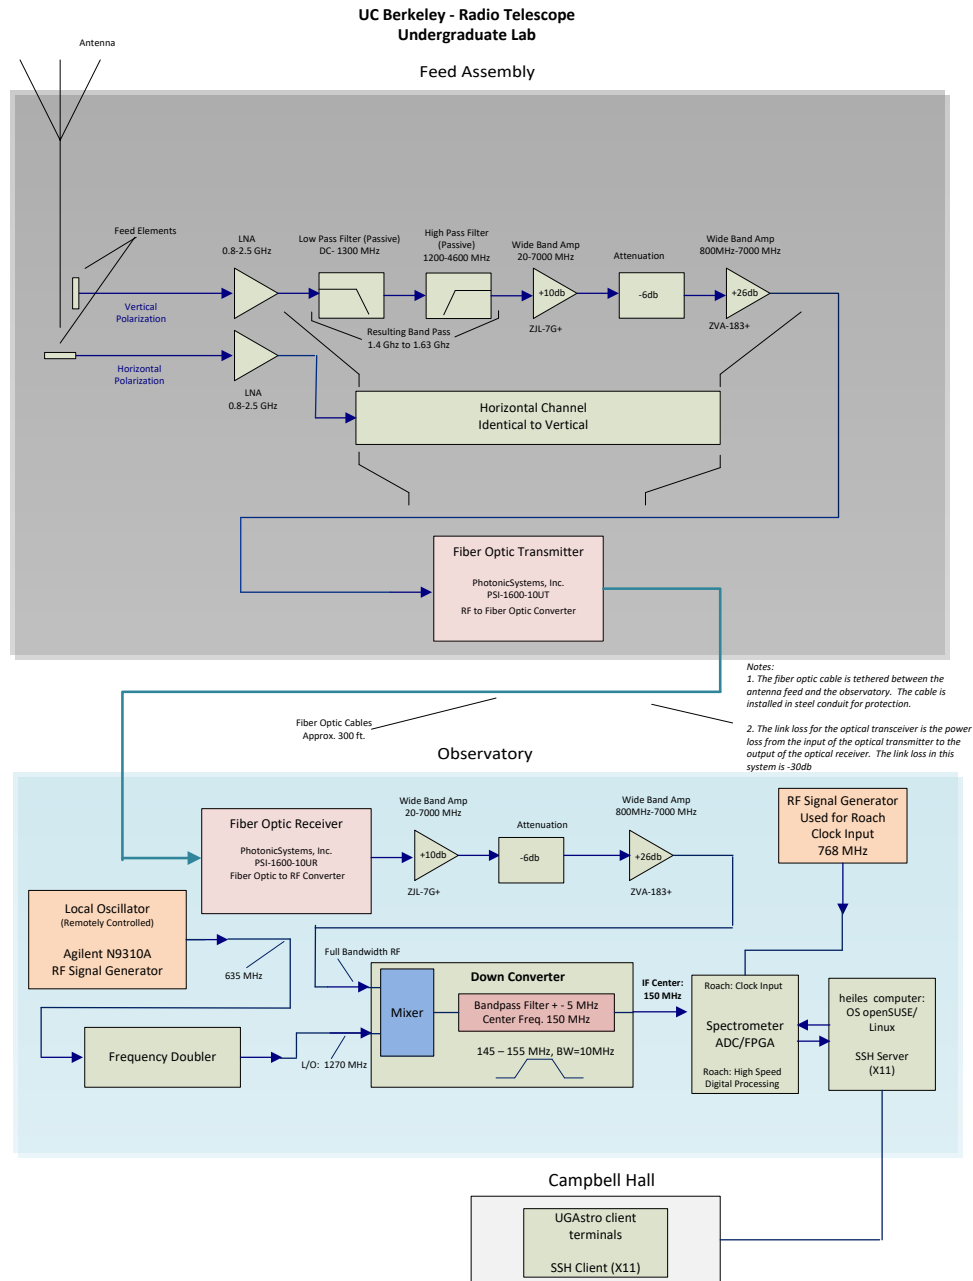 UC Berkeley - Radio Telescope
Undergraduate Lab
Antenna
Feed Assembly
Feed Elements
LNA
0.8-2.5 GHz
Low Pass Filter (Passive)
DC- 1300 MHz
High Pass Filter
(Passive)
1200-4600 MHz
Wide Band Amp
20-7000 MHz
Attenuation
Wide Band Amp
800MHz-7000 MHz
+10db
-6db
+26db
Vertical
Polarization
Resulting Band Pass
1.4 Ghz to 1.63 Ghz
ZJL-7G+
ZVA-183+
Horizontal
Polarization
LNA
0.8-2.5 GHz
Horizontal Channel
Identical to Vertical
Fiber Optic Transmitter
PhotonicSystems, Inc.
PSI-1600-10UT
RF to Fiber Optic Converter
Notes:
1. The fiber optic cable is tethered between the
antenna feed and the observatory. The cable is
installed in steel conduit for protection.
2. The link loss for the optical transceiver is the power
loss from the input of the optical transmitter to the
output of the optical receiver. The link loss in this
system is -30db
Fiber Optic Cables
Approx. 300 ft.
Observatory
Fiber Optic Receiver
PhotonicSystems, Inc.
PSI-1600-10UR
Fiber Optic to RF Converter
Wide Band Amp
20-7000 MHz
Attenuation
Wide Band Amp
800MHz-7000 MHz
+10db
-6db
+26db
ZJL-7G+
ZVA-183+
RF Signal Generator
Used for Roach
Clock Input
768 MHz
Local Oscillator
(Remotely Controlled)
Agilent N9310A
RF Signal Generator
635 MHz
Full Bandwidth RF
Down Converter
Mixer
Bandpass Filter + - 5 MHz
Center Freq. 150 MHz
145 – 155 MHz, BW=10MHz
IF Center:
150 MHz
Roach: Clock Input
Spectrometer
ADC/FPGA
Roach: High Speed
Digital Processing
heiles computer:
OS openSUSE/
Linux
SSH Server
(X11)
Frequency Doubler
L/O: 1270 MHz
Campbell Hall
UGAstro client
terminals
SSH Client (X11)